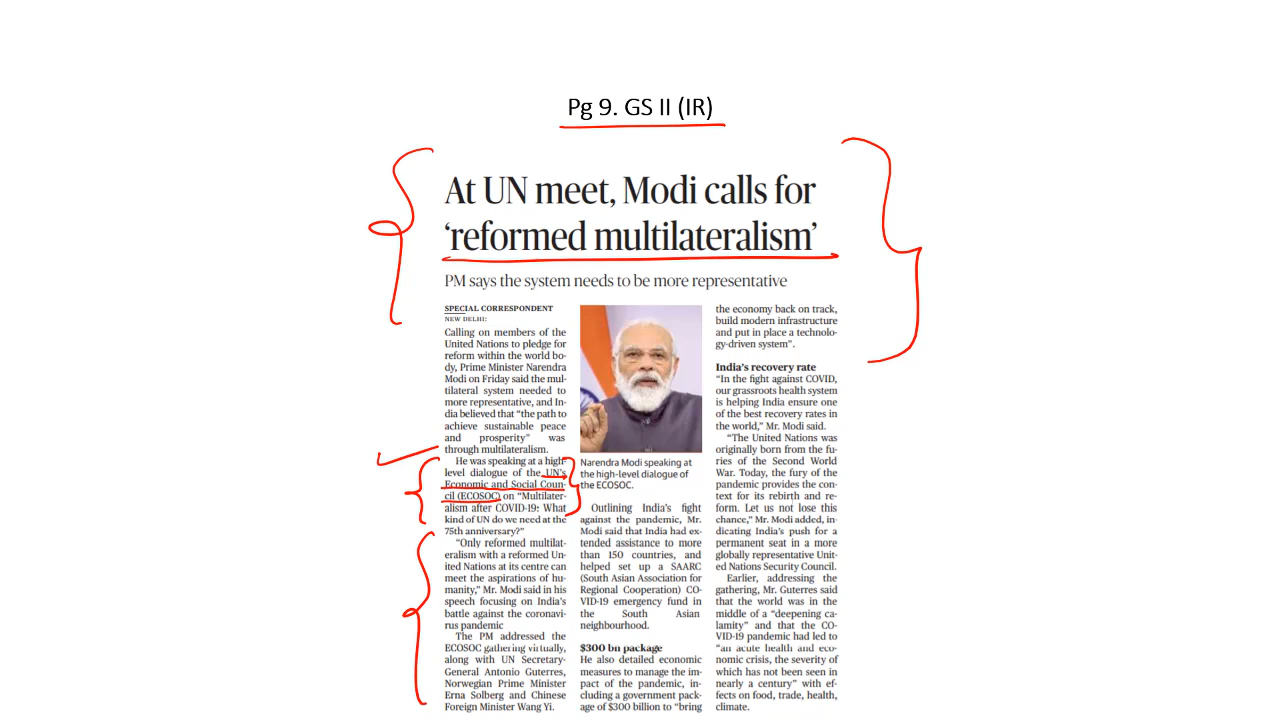 Pg 9. GS II (IR)
At UN meet, Modi calls for
‘reformed multilateralism’
PM says the system needs to be more representative
SPECIAL CORRESPONDENT
NEW DELHI:
Calling on members of the
United Nations to pledge for
reform within the world bo-
dy, Prime Minister Narendra
Modi on Friday said the mul-
tilateral system needed to
more representative, and In-
dia believed that “the path to
achieve sustainable peace
and prosperity” was
through multilateralism.
He was speaking at a high-
level dialogue of the UN’s
Economic and Social Coun-
cil (ECOSOC) on “Multilater-
alism after COVID-19: What
kind of UN do we need at the
75th anniversary?”
“Only reformed multilat-
eralism with a reformed Un-
ited Nations at its centre can
meet the aspirations of hu-
manity,” Mr. Modi said in his
speech focusing on India’s
battle against the coronavi-
rus pandemic
The PM addressed the
ECOSOC gathering virtually,
along with UN Secretary-
General Antonio Guterres,
Norwegian Prime Minister
Erna Solberg and Chinese
Foreign Minister Wang Yi.
Narendra Modi speaking at
the high-level dialogue of
the ECOSOC.
Outlining India’s fight
against the pandemic, Mr.
Modi said that India had ex-
tended assistance to more
than 150 countries, and
helped set up a SAARC
(South Asian Association for
Regional Cooperation) CO-
VID-19 emergency fund in
the South Asian
neighbourhood.
$300 bn package
He also detailed economic
measures to manage the im-
pact of the pandemic, in-
cluding a government pack-
age of $300 billion to “bring
the economy back on track,
build modern infrastructure
and put in place a technolo-
gy-driven system”.
India’s recovery rate
“In the fight against COVID,
our grassroots health system
is helping India ensure one
of the best recovery rates in
the world,” Mr. Modi said.
“The United Nations was
originally born from the fu-
ries of the Second World
War. Today, the fury of the
pandemic provides the con-
text for its rebirth and re-
form. Let us not lose this
chance,” Mr. Modi added, in-
dicating India’s push for a
permanent seat in a more
globally representative Unit-
ed Nations Security Council.
Earlier, addressing the
gathering, Mr. Guterres said
that the world was in the
middle of a “deepening ca-
lamity” and that the CO-
VID-19 pandemic had led to
“an acute health and eco-
nomic crisis, the severity of
which has not been seen in
nearly a century” with ef-
fects on food, trade, health,
climate.